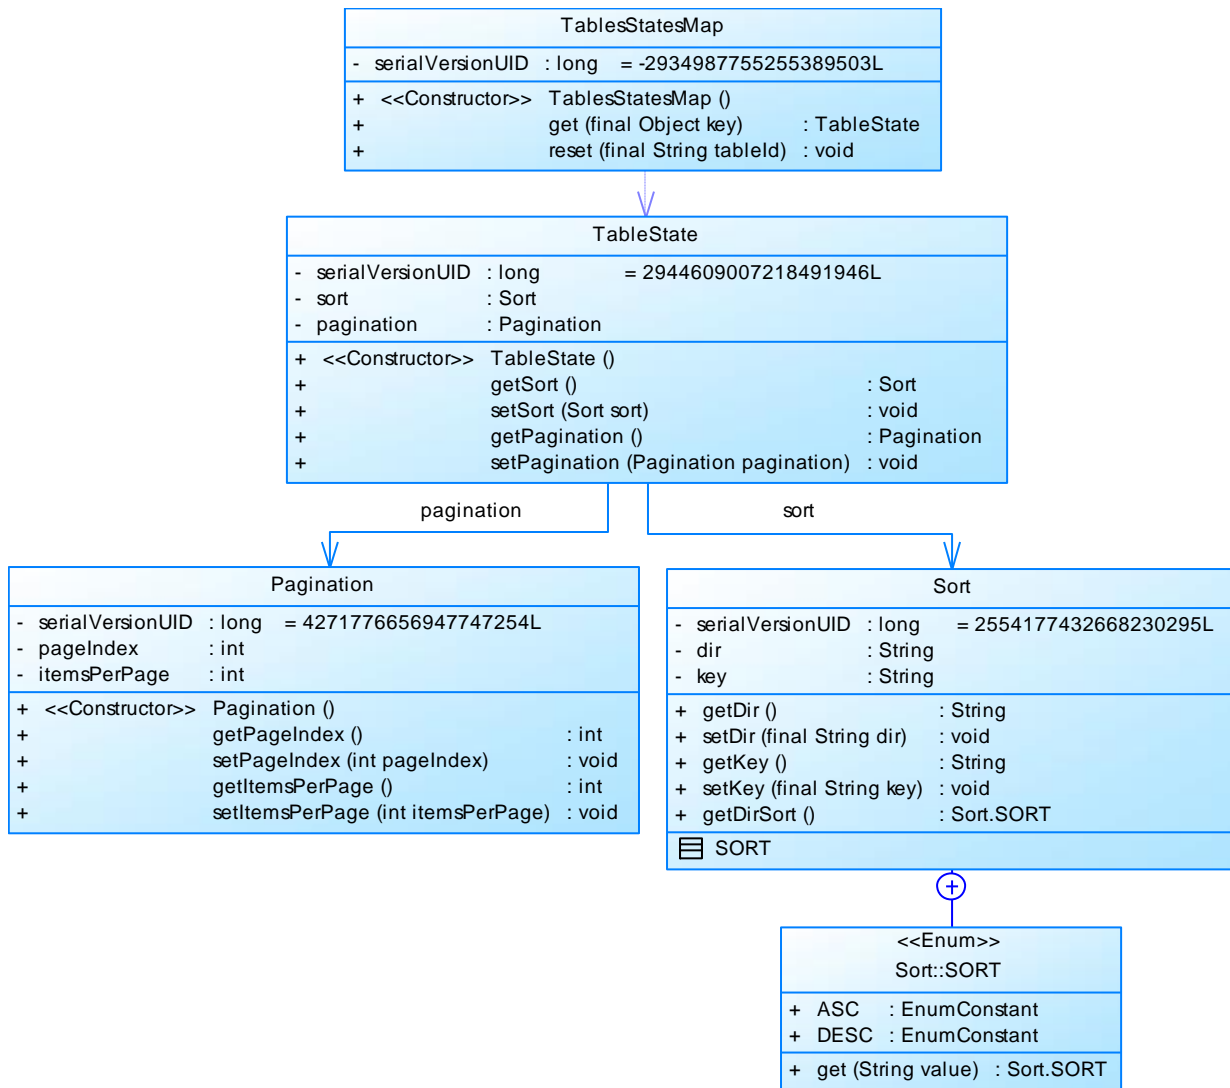 TablesStatesMap
- serialVersionUID : long = -2934987755255389503L
+ <<Constructor>> TablesStatesMap ()
+ get (final Object key) : TableState
+ reset (final String tableId) : void
TableState
- serialVersionUID : long = 2944609007218491946L
- sort : Sort
- pagination : Pagination
+ <<Constructor>> TableState ()
+ getSort () : Sort
+ setSort (Sort sort) : void
+ getPagination () : Pagination
+ setPagination (Pagination pagination) : void
pagination
sort
Pagination
- serialVersionUID : long = 4271776656947747254L
- pageIndex : int
- itemsPerPage : int
+ <<Constructor>> Pagination ()
+ getPageIndex () : int
+ setPageIndex (int pageIndex) : void
+ getItemsPerPage () : int
+ setItemsPerPage (int itemsPerPage) : void
Sort
- serialVersionUID : long = 2554177432668230295L
- dir : String
- key : String
+ getDir () : String
+ setDir (final String dir) : void
+ getKey () : String
+ setKey (final String key) : void
+ getDirSort () : Sort.SORT
SORT
<<Enum>>
Sort::SORT
+ ASC : EnumConstant
+ DESC : EnumConstant
+ get (String value) : Sort.SORT